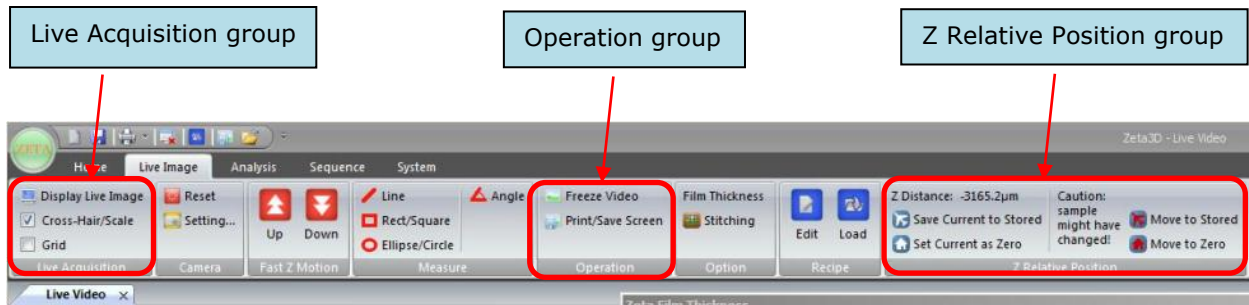 Live Acquisition group
Operation group
Z Relative Position group
ZETA
Zeta3D - Live Video
Home Live Image Analysis Sequence System
Display Live Image
Cross-Hair/Scale
Grid
Live Acquisition
Reset
Setting...
Camera
Up Down
Fast Z Motion
Line
Rect/Square
Ellipse/Circle
Angle
Measure
Freeze Video
Print/Save Screen
Operation
Film Thickness
Stitching
Option
Edit Load
Recipe
Z Distance: -3165.2µm
Save Current to Stored
Set Current as Zero
Caution:
sample
might have
changed!
Move to Stored
Move to Zero
Z Relative Position
Live Video x
Zeta Film Thickness